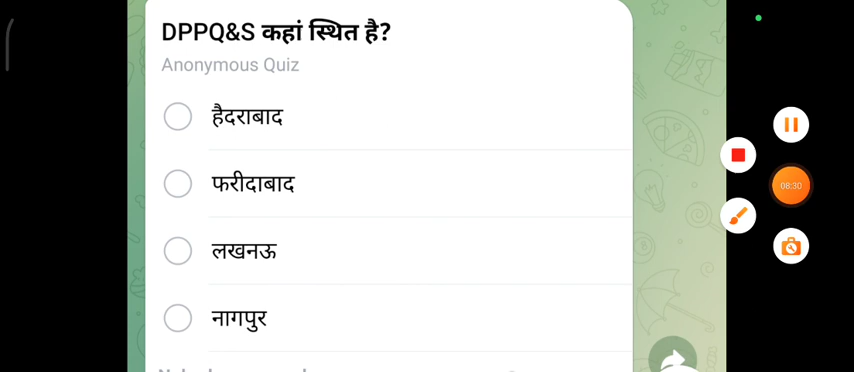 DPPQ&S कहां स्थित है?
Anonymous Quiz
हैदराबाद
फरीदाबाद
लखनऊ
नागपुर
08:30